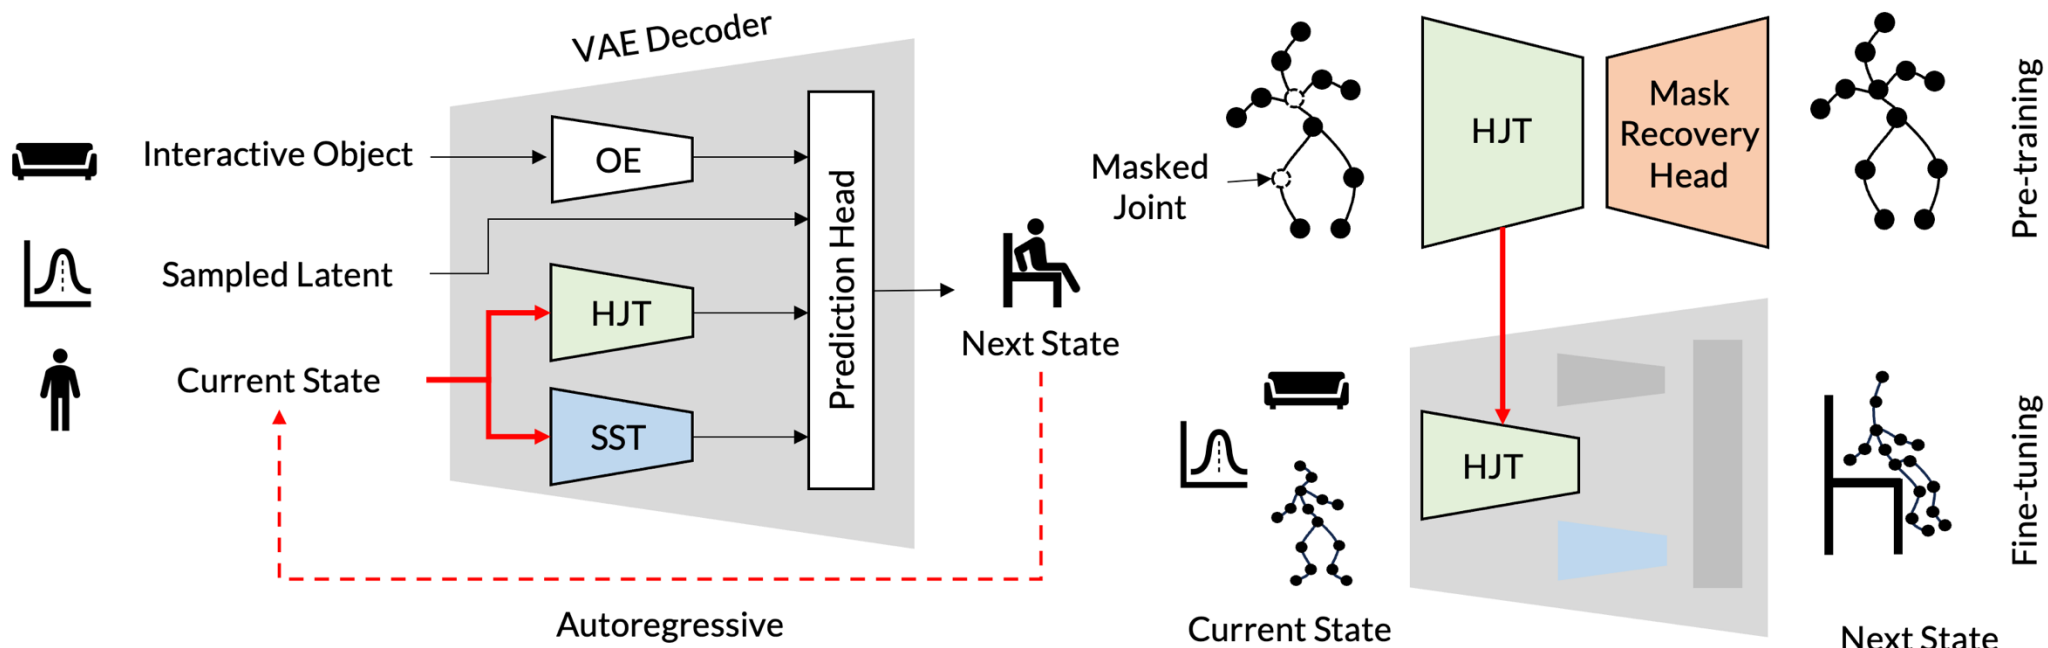 VAE Decoder
Interactive Object
OE
Sampled Latent
HJT
Current State
SST
Prediction Head
Next State
Autoregressive
Masked
Joint
HJT
Mask
Recovery
Head
Pre-training
HJT
Current State
Next State
Fine-tuning